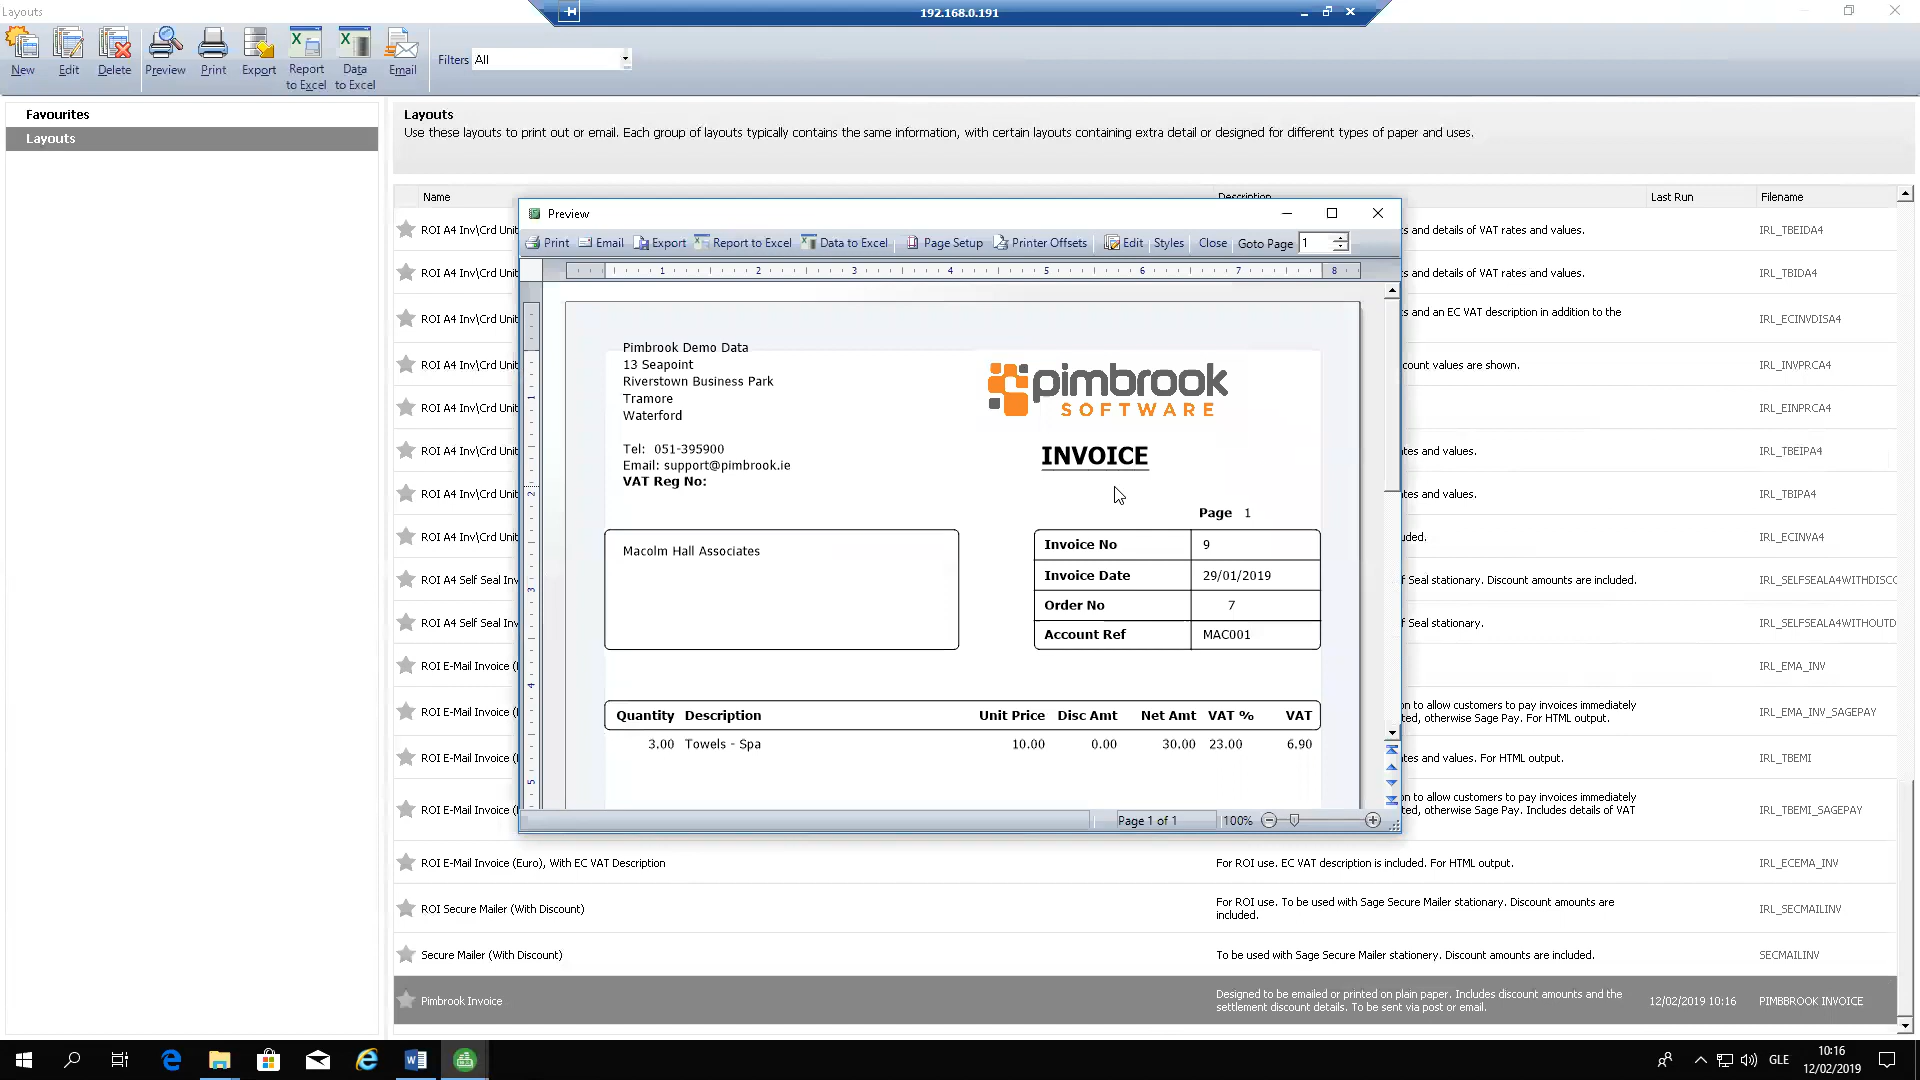 Layouts
192.168.0.191
New
Edit
Delete
Preview
Print
Export
Report
to Excel
Data
to Excel
Email
Filters All
Favourites
Layouts
Layouts
Use these layouts to print out or email. Each group of layouts typically contains the same information, with certain layouts containing extra detail or designed for different types of paper and uses.
Name
Description
Last Run
Filename
Preview
Print
Email
Export
Report to Excel
Data to Excel
Page Setup
Printer Offsets
Edit
Styles
Close
Goto Page 1
1 2 3 4 5 6 7 8
Pimbrook Demo Data
13 Seapoint
Riverstown Business Park
Tramore
Waterford
Tel: 051-395900
Email: support@pimbrook.ie
VAT Reg No:
pimbrook
SOFTWARE
INVOICE
Page 1
Macolm Hall Associates
Invoice No 9
Invoice Date 29/01/2019
Order No 7
Account Ref MAC001
Quantity Description Unit Price Disc Amt Net Amt VAT % VAT
3.00 Towels - Spa 10.00 0.00 30.00 23.00 6.90
1
2
3
4
5
Page 1 of 1
100%
ROI A4 Inv\Crd Unit
s and details of VAT rates and values.
IRL_TBEIDA4
ROI A4 Inv\Crd Unit
s and details of VAT rates and values.
IRL_TBIDA4
ROI A4 Inv\Crd Unit
s and an EC VAT description in addition to the
IRL_ECINVDISA4
ROI A4 Inv\Crd Unit
count values are shown.
IRL_INVPRCA4
ROI A4 Inv\Crd Unit
IRL_EINPRCA4
ROI A4 Inv\Crd Unit
tes and values.
IRL_TBEIPA4
ROI A4 Inv\Crd Unit
tes and values.
IRL_TBIPA4
ROI A4 Inv\Crd Unit
ded.
IRL_ECINVA4
ROI A4 Self Seal Inv
f Seal stationary. Discount amounts are included.
IRL_SELFSEALA4WITHDISCO
ROI A4 Self Seal Inv
f Seal stationary.
IRL_SELFSEALA4WITHOUTD
ROI E-Mail Invoice (
IRL_EMA_INV
ROI E-Mail Invoice (
on to allow customers to pay invoices immediately
ted, otherwise Sage Pay. For HTML output.
IRL_EMA_INV_SAGEPAY
ROI E-Mail Invoice (
tes and values. For HTML output.
IRL_TBEMI
ROI E-Mail Invoice (
on to allow customers to pay invoices immediately
ted, otherwise Sage Pay. Includes details of VAT
IRL_TBEMI_SAGEPAY
ROI E-Mail Invoice (Euro), With EC VAT Description
For ROI use. EC VAT description is included. For HTML output.
IRL_ECEMA_INV
ROI Secure Mailer (With Discount)
For ROI use. To be used with Sage Secure Mailer stationary. Discount amounts are
included.
IRL_SECMAILINV
Secure Mailer (With Discount)
To be used with Sage Secure Mailer stationery. Discount amounts are included.
SECMAILINV
Pimbrook Invoice
Designed to be emailed or printed on plain paper. Includes discount amounts and the
settlement discount details. To be sent via post or email.
12/02/2019 10:16
PIMBBROOK INVOICE
GLE
10:16
12/02/2019